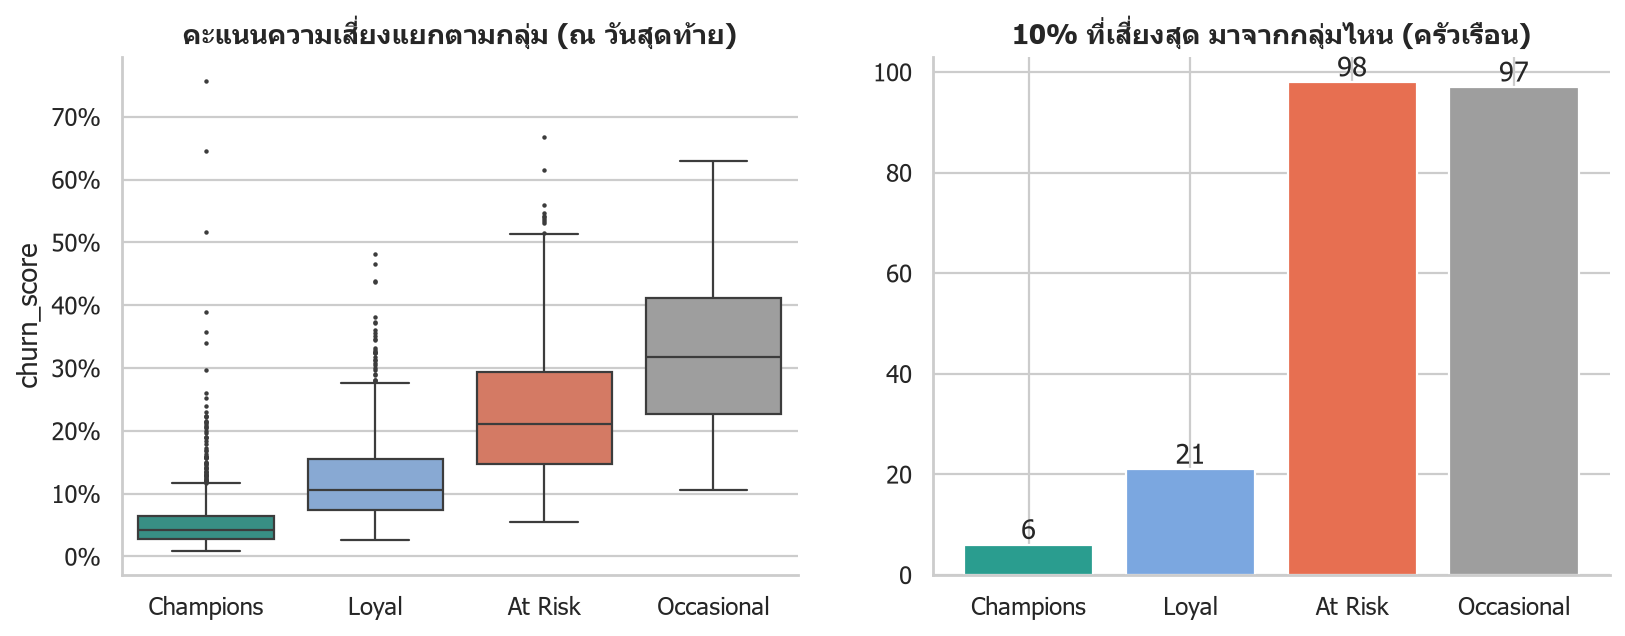 คะแนนความเสี่ยงแยกตามกลุ่ม (ณ วันสุดท้าย)
churn_score
70%
60%
50%
40%
30%
20%
10%
0%
Champions
Loyal
At Risk
Occasional
10% ที่เสี่ยงสุด มาจากกลุ่มไหน (ครัวเรือน)
100
80
60
40
20
0
6
21
98
97
Champions
Loyal
At Risk
Occasional